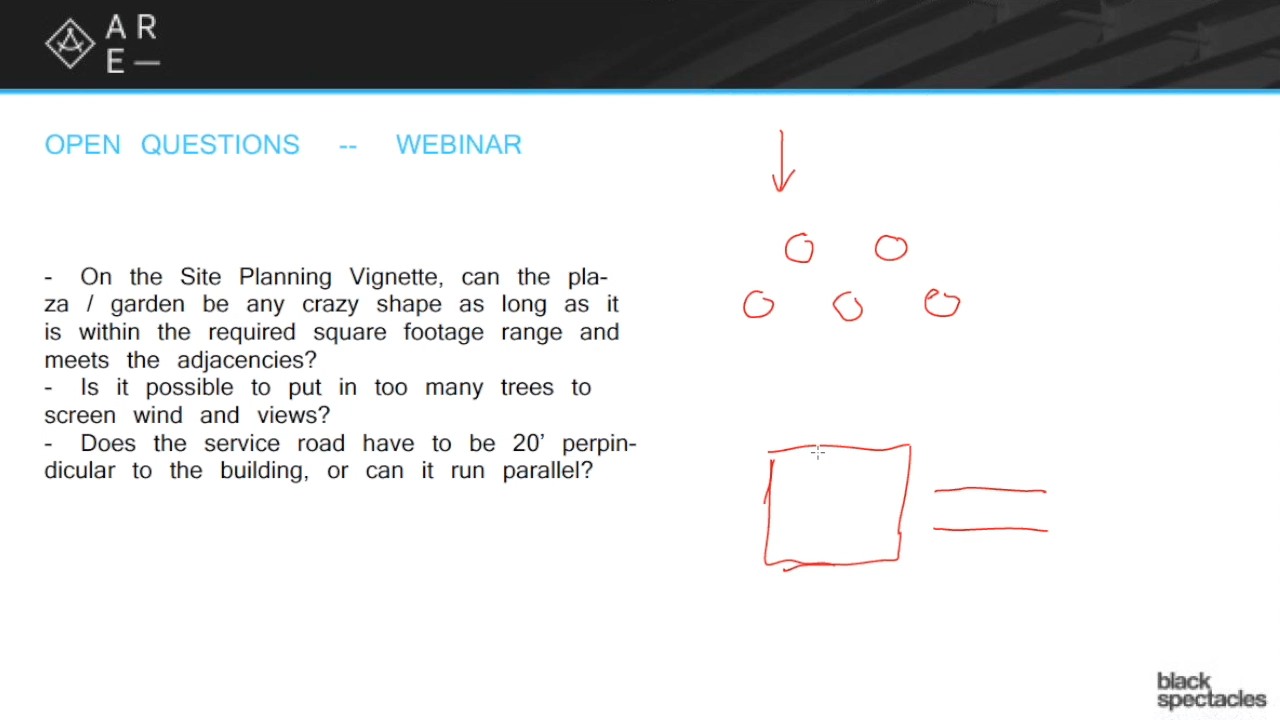 A R
E —
OPEN QUESTIONS -- WEBINAR
- On the Site Planning Vignette, can the pla-
za / garden be any crazy shape as long as it
is within the required square footage range and
meets the adjacencies?
- Is it possible to put in too many trees to
screen wind and views?
- Does the service road have to be 20’ perpin-
dicular to the building, or can it run parallel?
black
spectacles